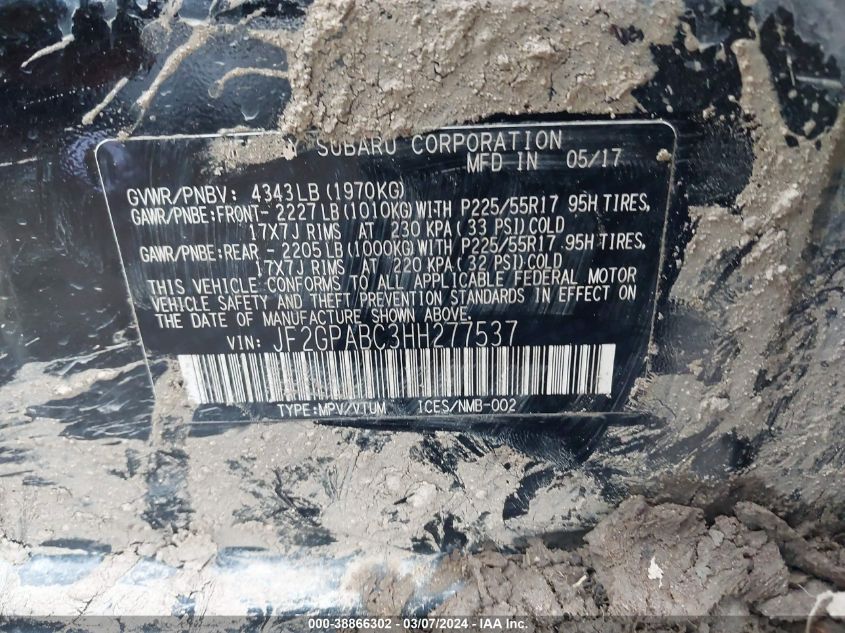 SUBARU CORPORATION
MFD IN 05/17
GVWR/PNBV: 4343LB(1970KG)
GAWR/PNBE:FRONT-2227LB(1010KG)WITH P225/55R17 95H TIRES,
17X7J RIMS AT 230 KPA(33 PSI)COLD
GAWR/PNBE:REAR -2205LB(1000KG)WITH P225/55R17 95H TIRES,
17X7J RIMS AT 220 KPA(32 PSI)COLD
THIS VEHICLE CONFORMS TO ALL APPLICABLE FEDERAL MOTOR
VEHICLE SAFETY AND THEFT PREVENTION STANDARDS IN EFFECT ON
THE DATE OF MANUFACTURE SHOWN ABOVE.
VIN: JF2GPABC3HH277537
TYPE:MPV/VTUM ICES/NMB-002
000-38866302 - 03/07/2024 - IAA Inc.